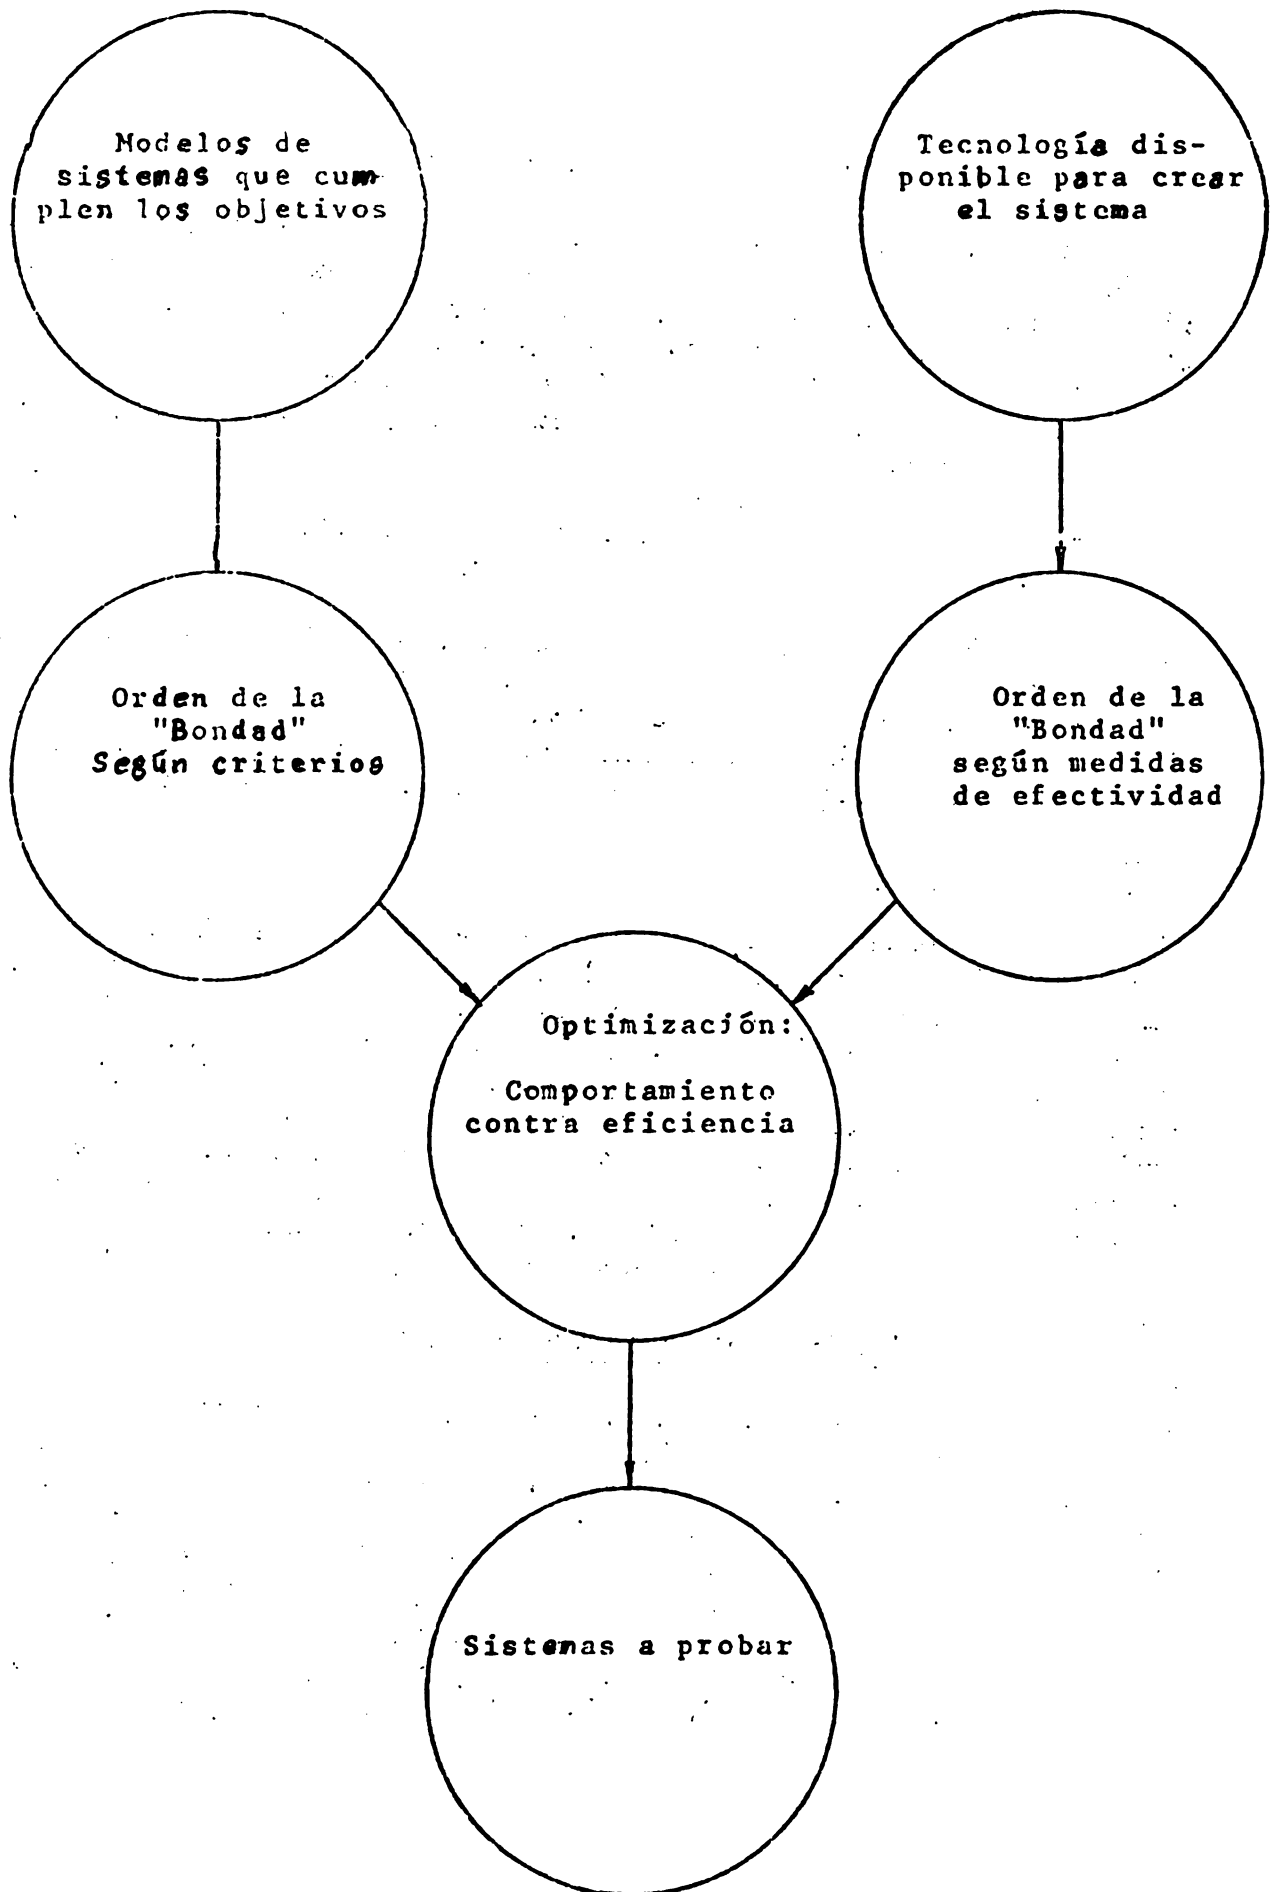 Modelos de
sistemas que cum
plen los objetivos
Tecnología dis-
ponible para crear
el sistema
Orden de la
"Bondad"
Según criterios
Orden de la
"Bondad"
según medidas
de efectividad
Optimización:
Comportamiento
contra eficiencia
Sistemas a probar